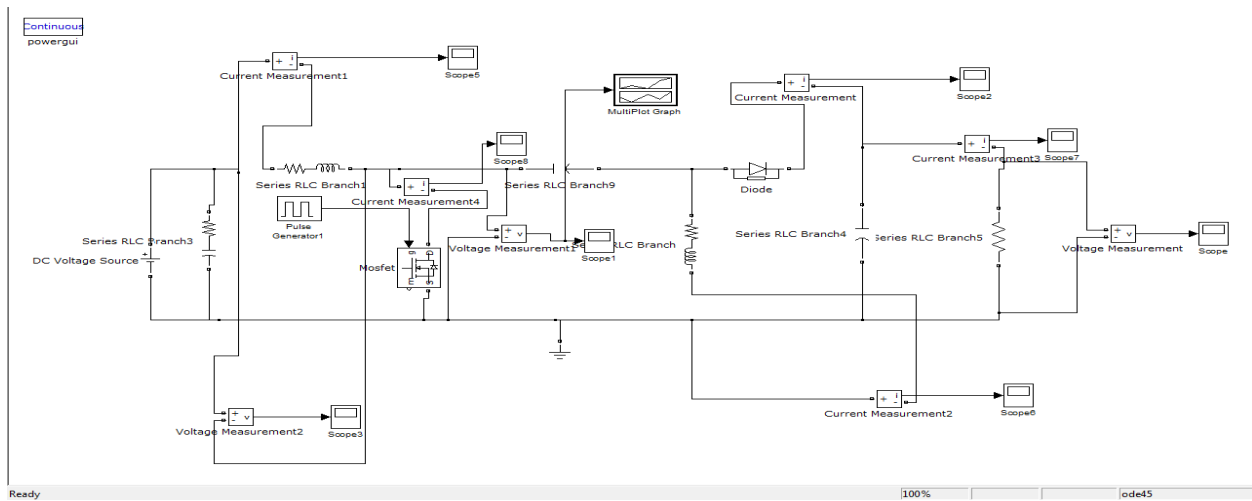 Continuous
powergui
Current Measurement1
Scope5
MultiPlot Graph
Current Measurement
Scope2
Scope8
Current Measurement3
Scope7
Series RLC Branch1
Current Measurement4
Series RLC Branch9
Diode
Pulse
Generator1
Series RLC Branch3
DC Voltage Source
Mosfet
g
D
m
S
Voltage Measurement1
Scope1
RLC Branch
Series RLC Branch4
Series RLC Branch5
Voltage Measurement
Scope
Voltage Measurement2
Scope3
Current Measurement2
Scope6
+
-
i
v
Ready
100%
ode45